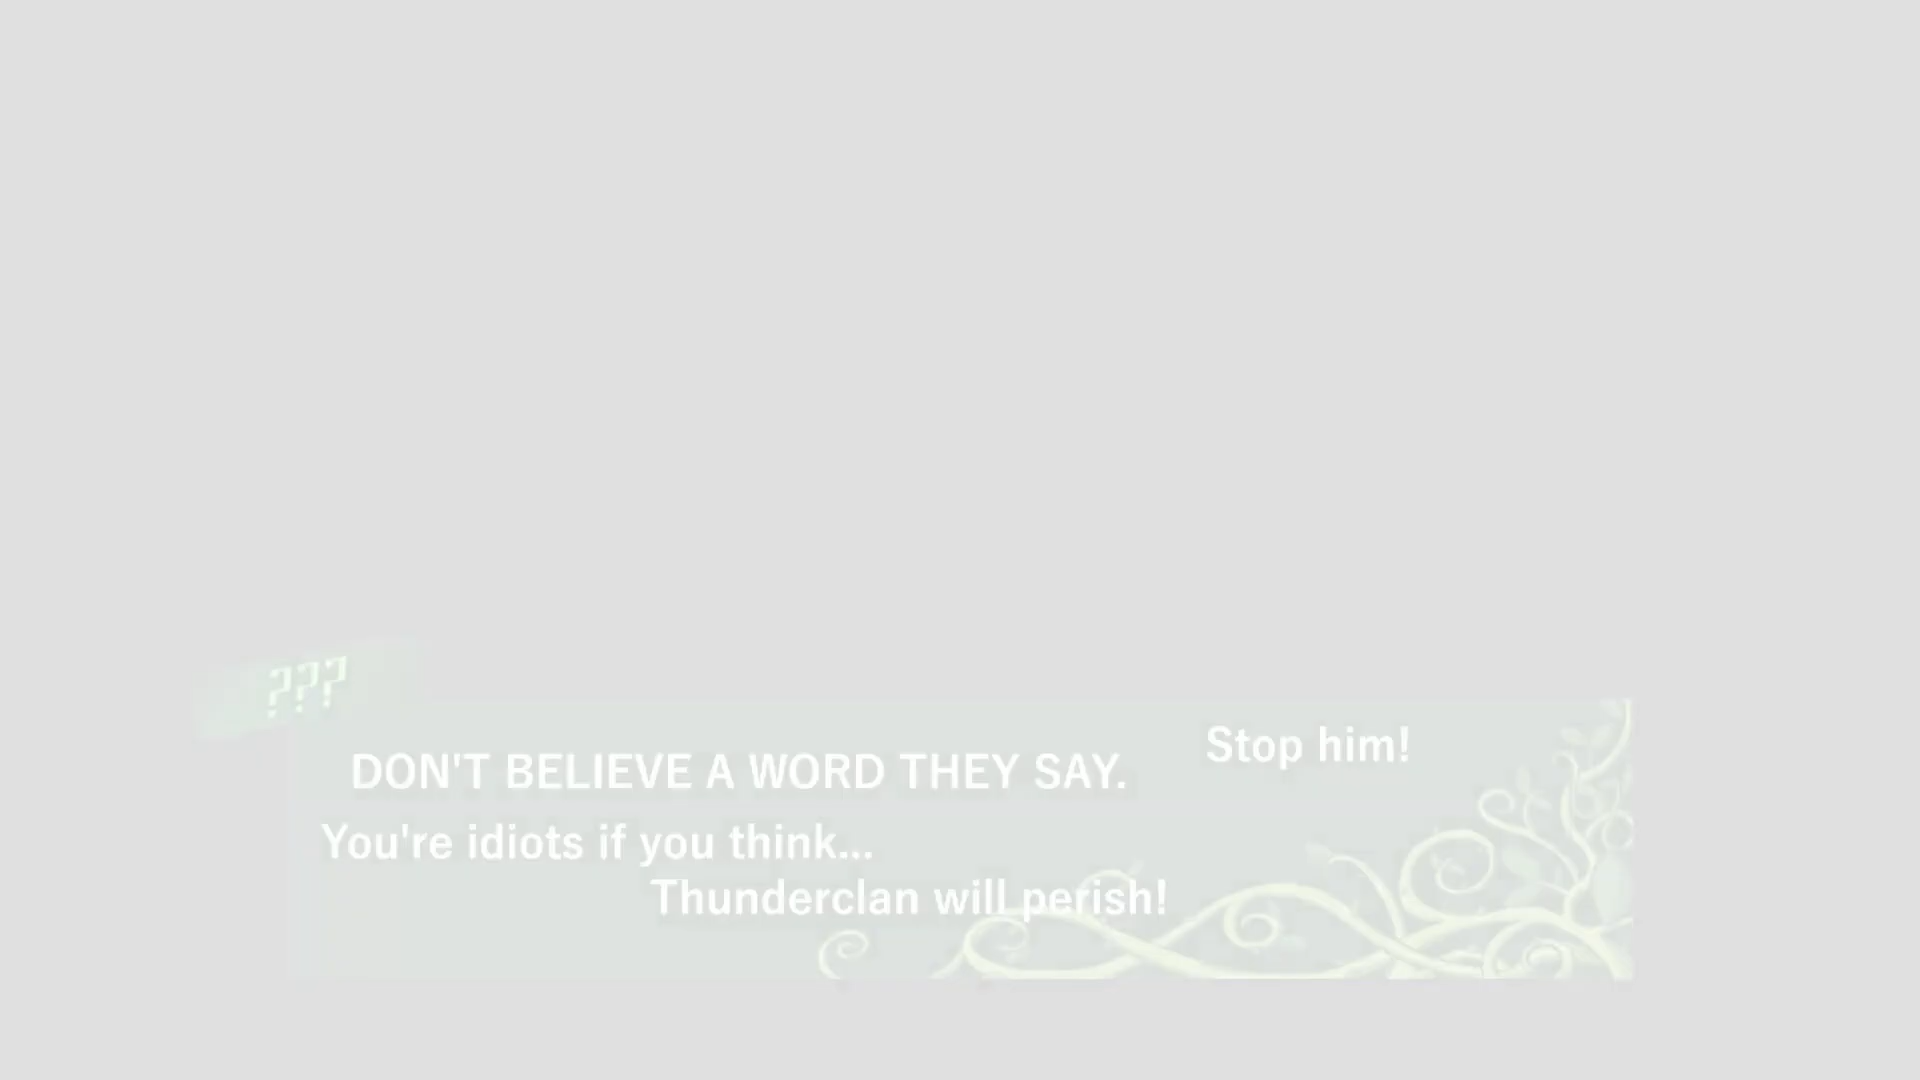 ???
Stop him!
DON'T BELIEVE A WORD THEY SAY.
You're idiots if you think...
Thunderclan will perish!